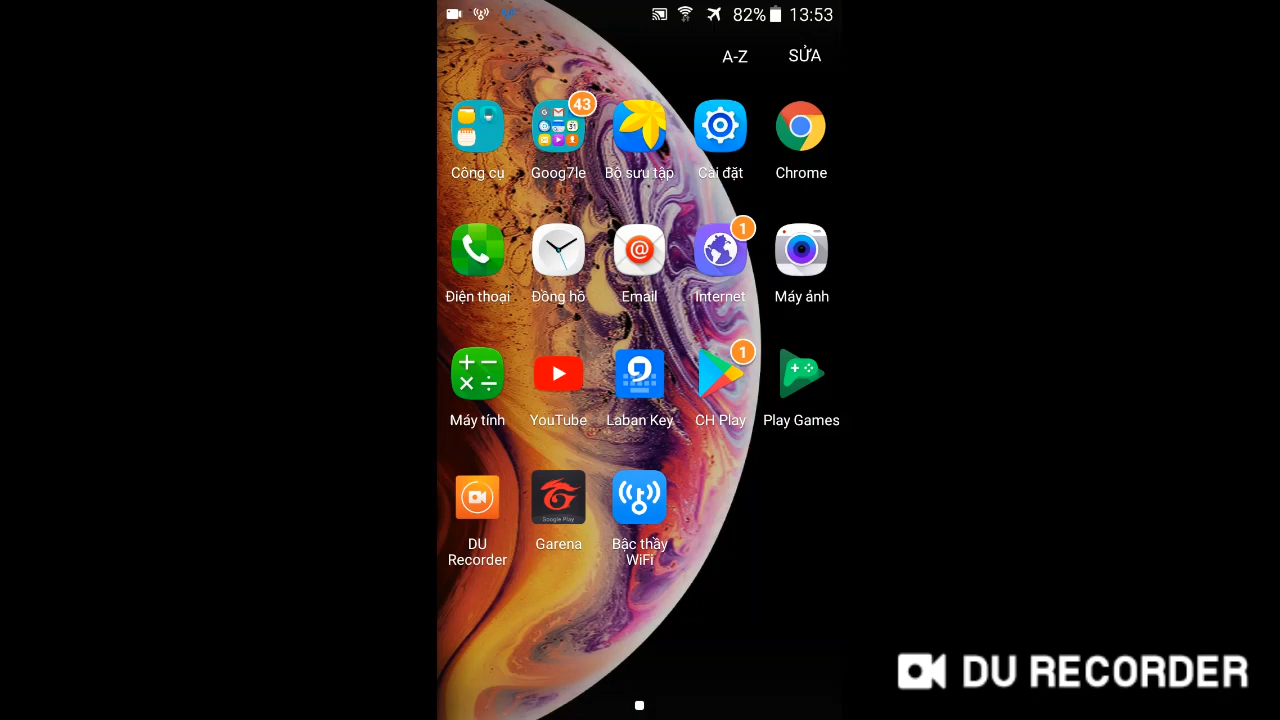 82% 13:53
A-Z SỬA
43
Công cụ Goog7le Bộ sưu tập Cài đặt Chrome
1
Điện thoại Đồng hồ Email Internet Máy ảnh
1
Máy tính YouTube Laban Key CH Play Play Games
Google Play
DU Recorder Garena Bậc thầy WiFi
DU RECORDER